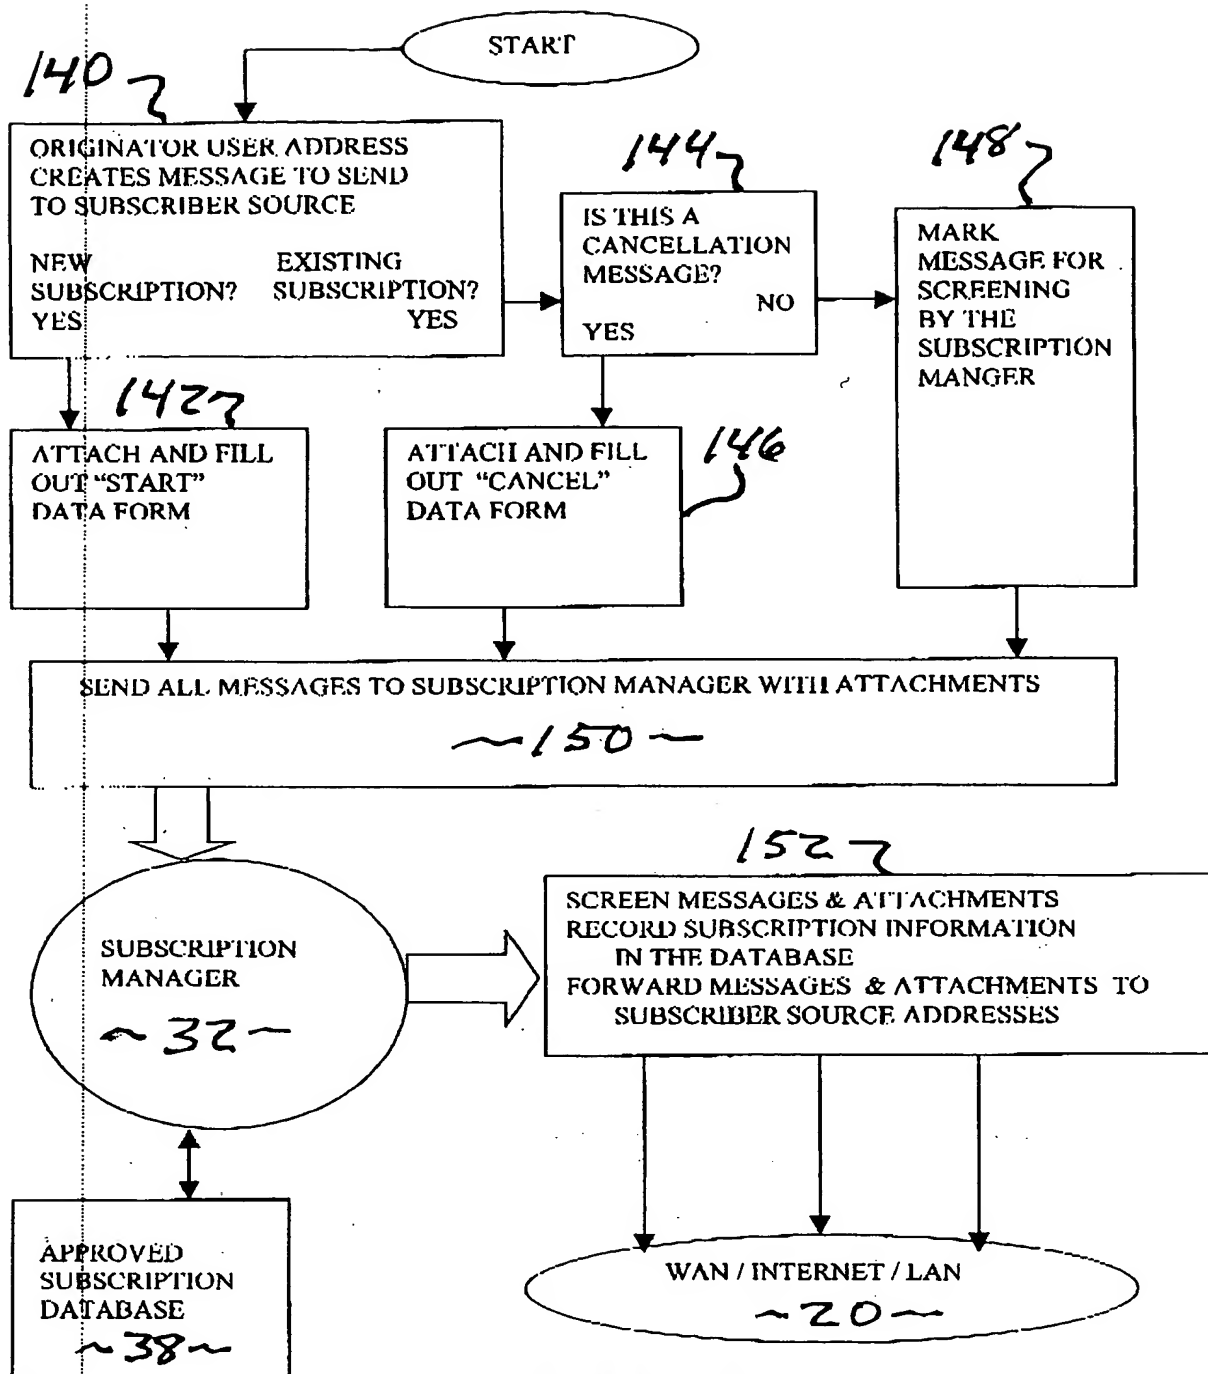 START
140
ORIGINATOR USER ADDRESS
CREATES MESSAGE TO SEND
TO SUBSCRIBER SOURCE
NEW
SUBSCRIPTION?
YES
EXISTING
SUBSCRIPTION?
YES
144
IS THIS A
CANCELLATION
MESSAGE?
NO
YES
148
MARK
MESSAGE FOR
SCREENING
BY THE
SUBSCRIPTION
MANGER
142
ATTACH AND FILL
OUT "START"
DATA FORM
ATTACH AND FILL
OUT "CANCEL"
DATA FORM
146
SEND ALL MESSAGES TO SUBSCRIPTION MANAGER WITH ATTACHMENTS
~150~
SUBSCRIPTION
MANAGER
~32~
152
SCREEN MESSAGES & ATTACHMENTS
RECORD SUBSCRIPTION INFORMATION
IN THE DATABASE
FORWARD MESSAGES & ATTACHMENTS TO
SUBSCRIBER SOURCE ADDRESSES
APPROVED
SUBSCRIPTION
DATABASE
~38~
WAN / INTERNET / LAN
~20~